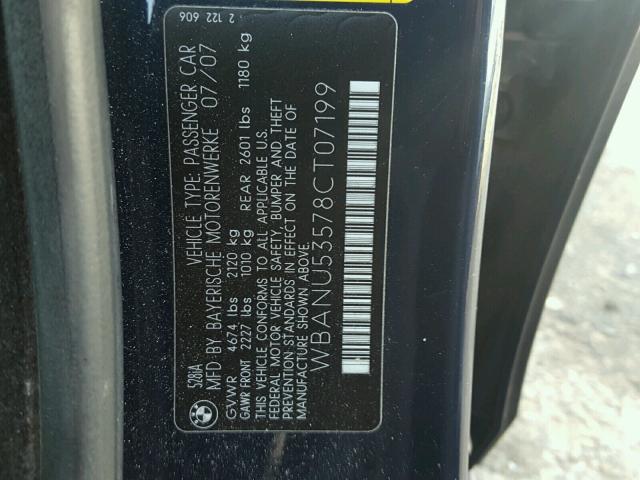 528iA
VEHICLE TYPE: PASSENGER CAR
MFD BY BAYERISCHE MOTORENWERKE 07/07
GVWR 4674 lbs 2120 kg
GAWR FRONT 2227 lbs 1010 kg REAR 2601 lbs 1180 kg
THIS VEHICLE CONFORMS TO ALL APPLICABLE U.S.
FEDERAL MOTOR VEHICLE SAFETY, BUMPER AND THEFT
PREVENTION STANDARDS IN EFFECT ON THE DATE OF
MANUFACTURE SHOWN ABOVE.
WBANU53578CT07199
2 122 606
BMW